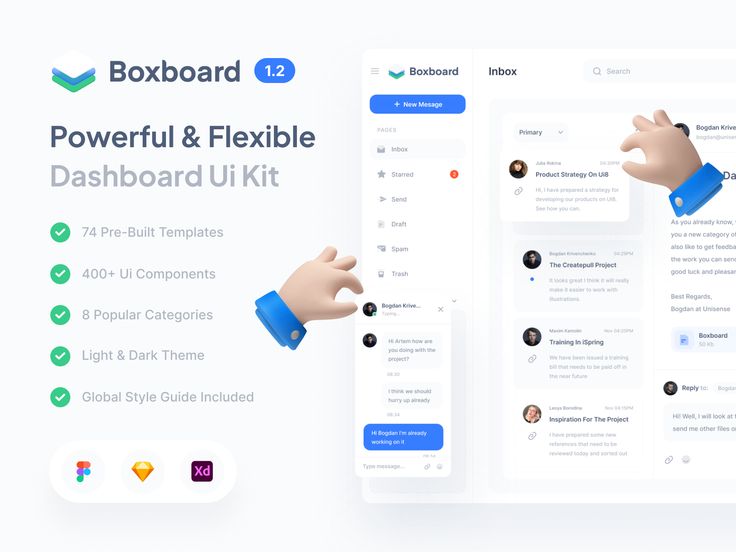 Boxboard 1.2
Powerful & Flexible
Dashboard Ui Kit
74 Pre-Built Templates
400+ Ui Components
8 Popular Categories
Light & Dark Theme
Global Style Guide Included
Xd
Boxboard
+ New Mesage
PAGES
Inbox
Starred
2
Send
Draft
Spam
Trash
Bogdan Krive...
Typing...
Hi Artem how are
you doing with the
project?
08:30
I think we should
hurry up already
08:34
Hi Bogdan I'm already
working on it
08:34
Type message...
Inbox
Search
Primary
Julia Rskina
04:20PM
Product Strategy On Ui8
Hi, I have prepared a strategy for
developing our products on UI8.
See how you can.
Bogdan Krivenchenko 04:25PM
The Createpull Project
It looks great I think it will really
make it easier to work with
illustrations
Maxim Kantolin Nov 04:20PM
Training In iSpring
We have been issued a training
bill that needs to be paid off in
the near future
Lesya Borodina Nov 04:15PM
Inspiration For The Project
I have prepared some new
references that need to be
reviewed today and sorted out
Bogdan Krive
bogdan@unise
Da
As you already know,
you a new category of
also like to get feedba
the work you can send
good luck and pleasan
Best Regards,
Bogdan at Unisense
Boxboard
50 Kb
Reply to: Bogdan
Hi! Well, I will look at t
send me other files o